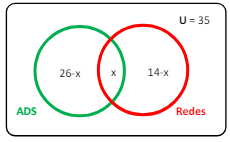 U = 35
26-x
x
14-x
ADS
Redes